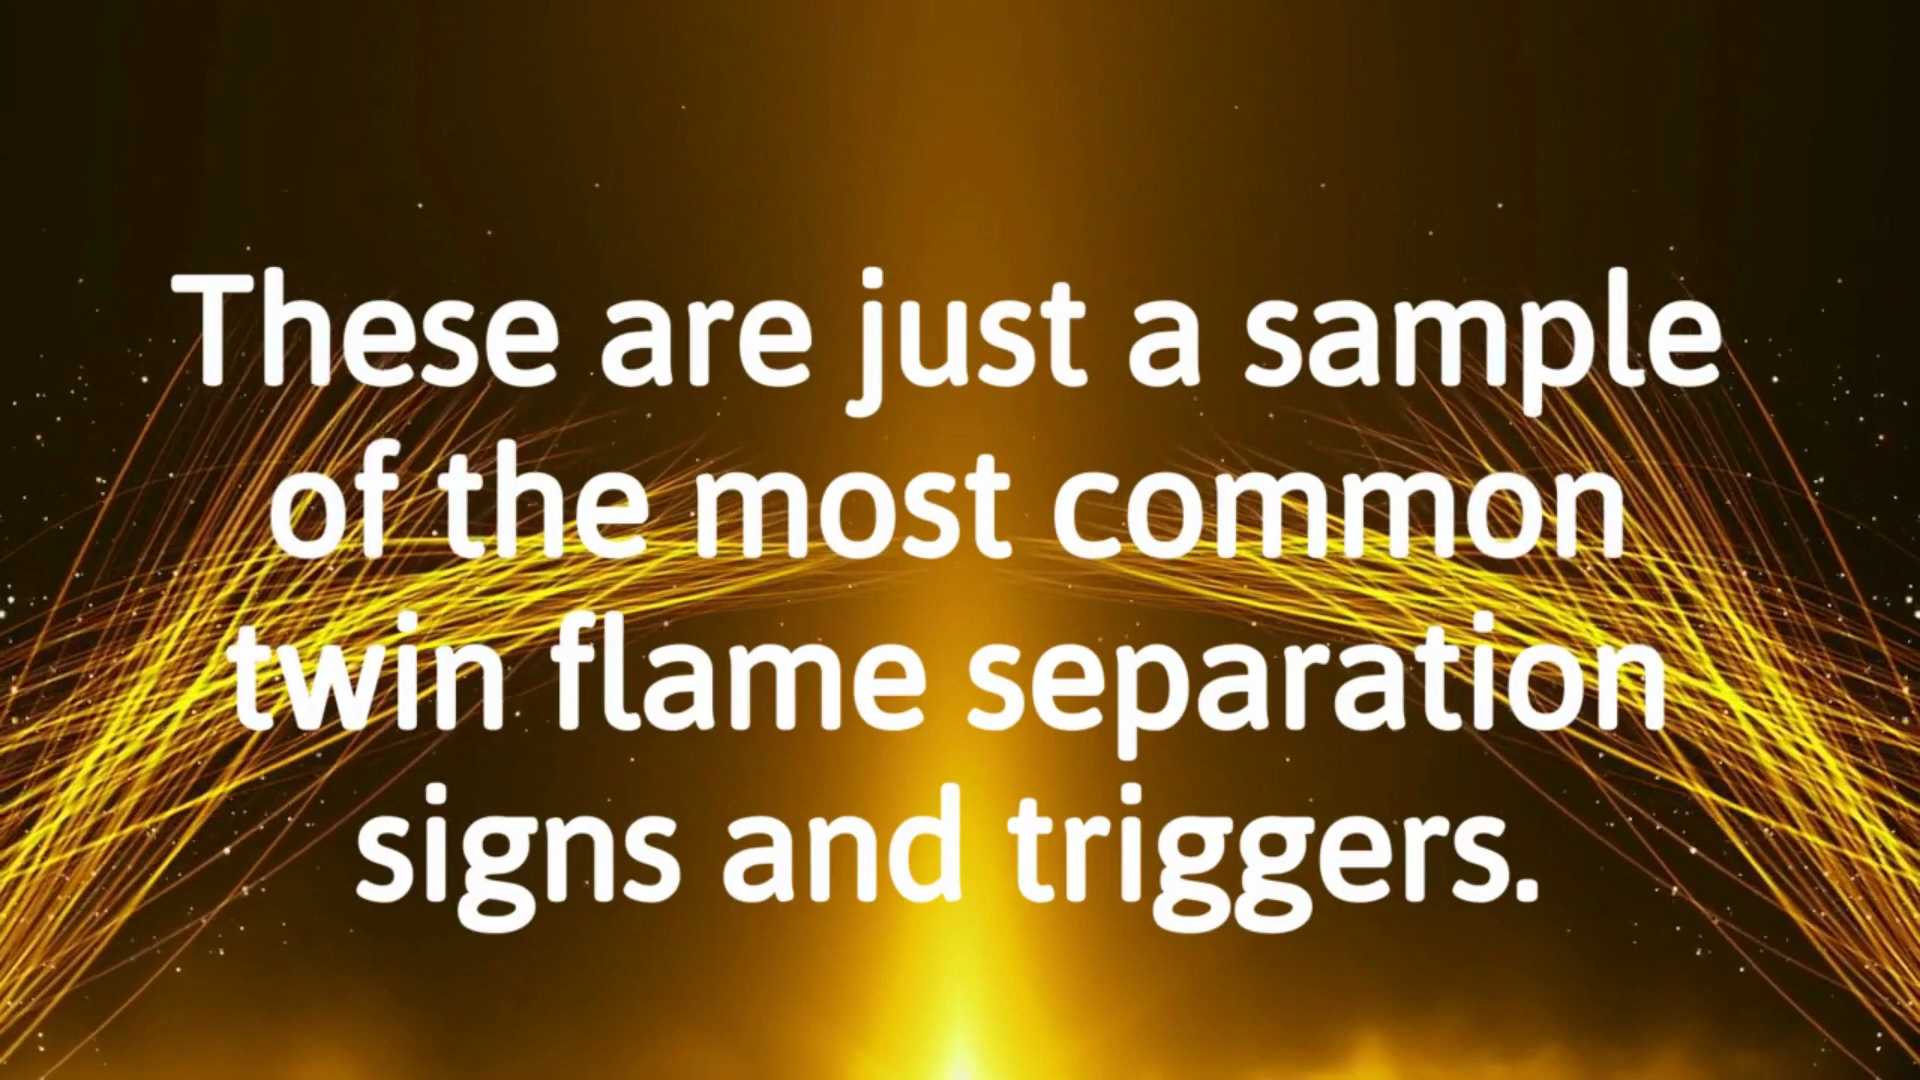 These are just a sample
of the most common
twin flame separation
signs and triggers.